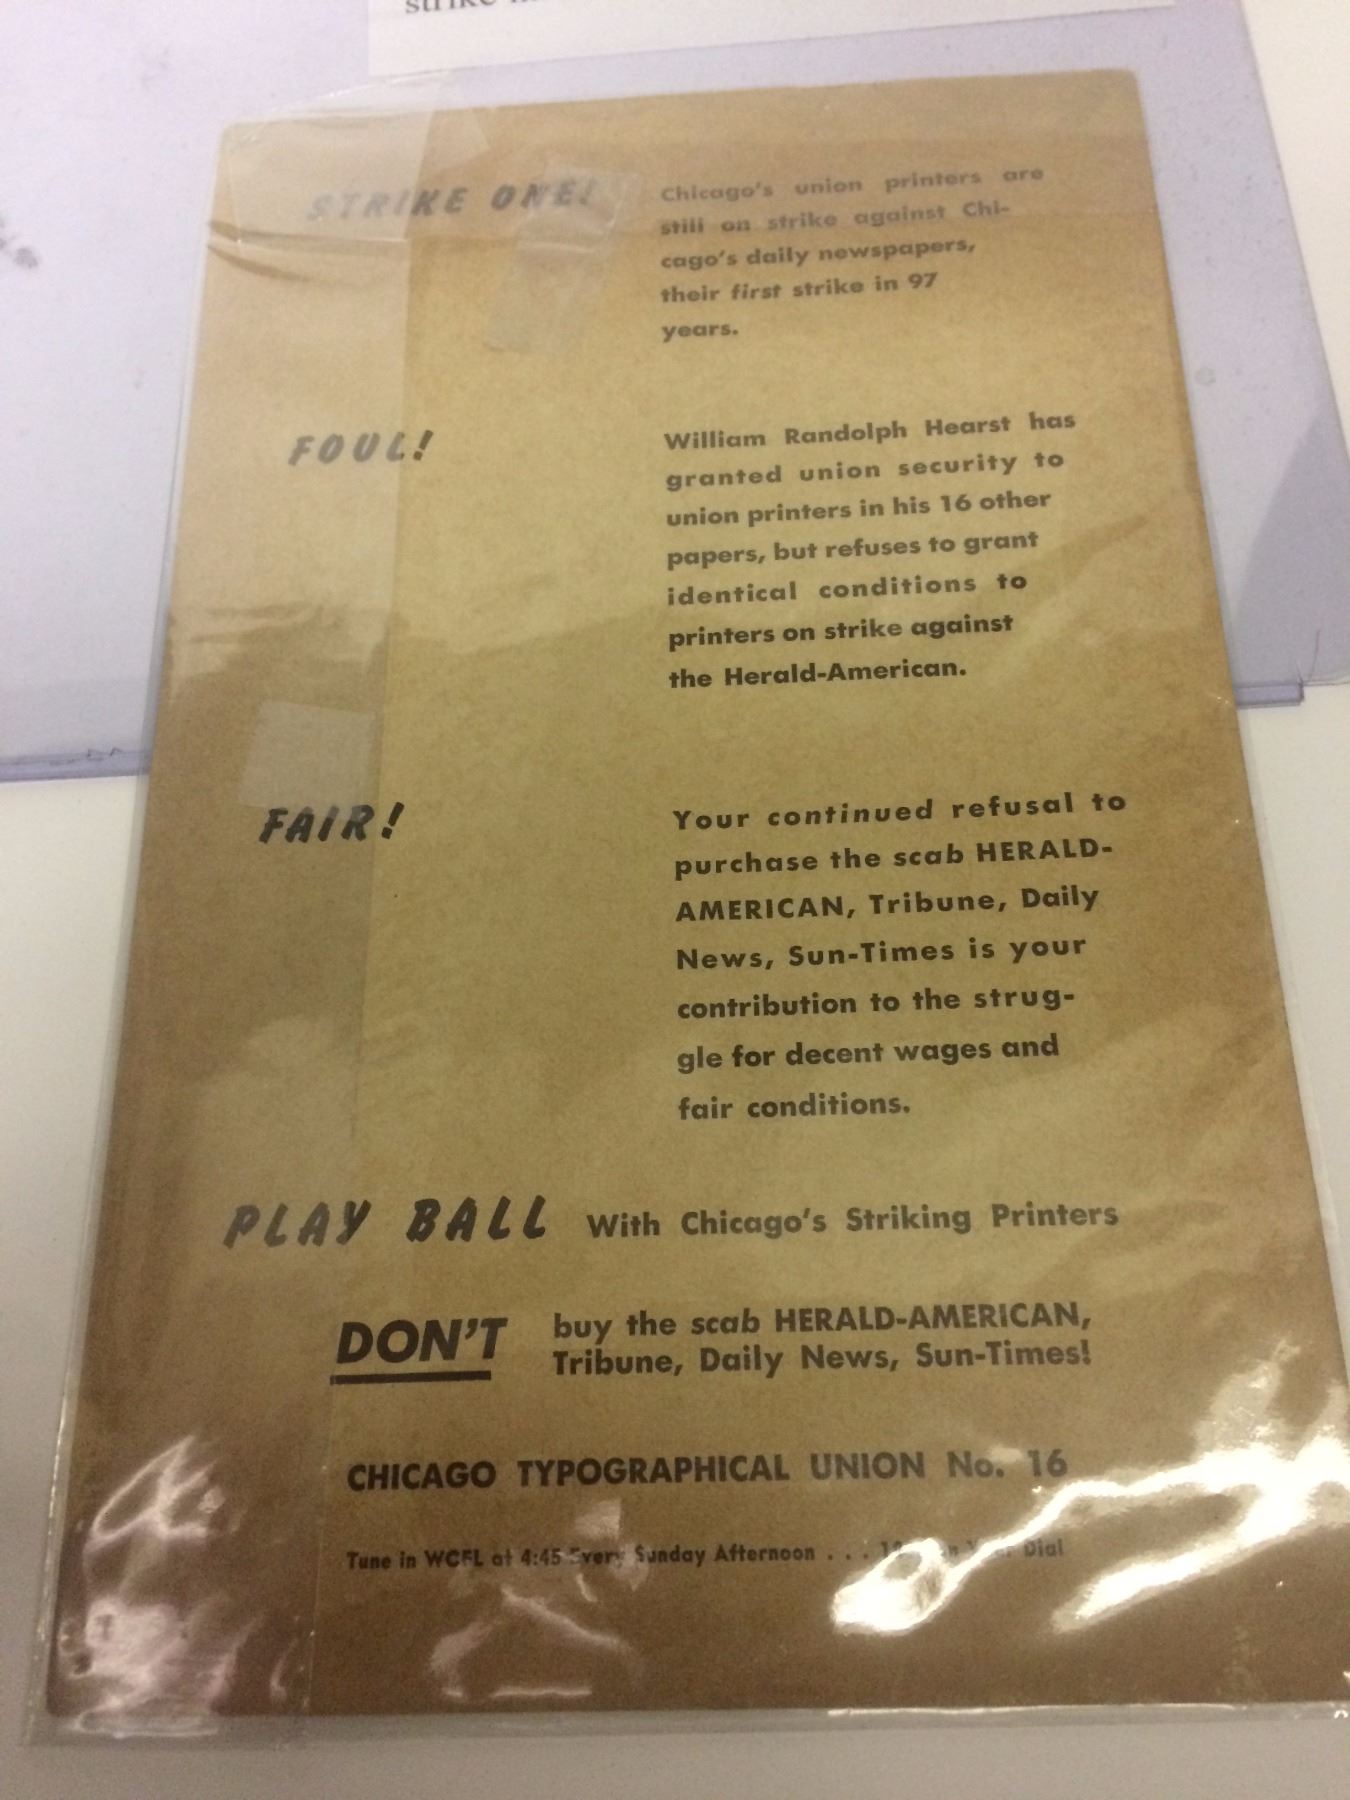 strike
STRIKE ONE!
Chicago's union printers are
still on strike against Chi-
cago's daily newspapers,
their first strike in 97
years.
FOUL!
William Randolph Hearst has
granted union security to
union printers in his 16 other
papers, but refuses to grant
identical conditions to
printers on strike against
the Herald-American.
FAIR!
Your continued refusal to
purchase the scab HERALD-
AMERICAN, Tribune, Daily
News, Sun-Times is your
contribution to the strug-
gle for decent wages and
fair conditions.
PLAY BALL With Chicago's Striking Printers
DON'T buy the scab HERALD-AMERICAN,
Tribune, Daily News, Sun-Times!
CHICAGO TYPOGRAPHICAL UNION No. 16
Tune in WCFL at 4:45 Every Sunday Afternoon . . . Dial